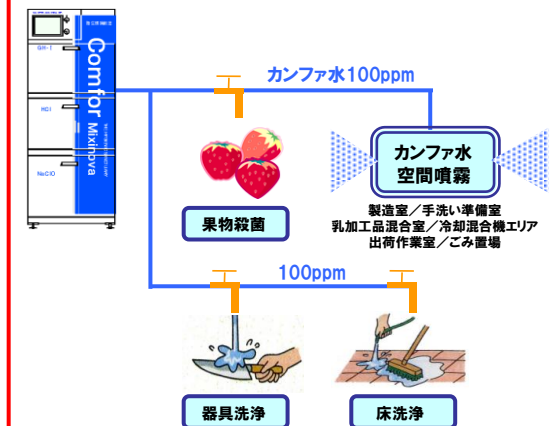 GM-I
HCl
NaClO
Comfor Mixinova
カンファ水100ppm
果物殺菌
カンファ水
空間噴霧
製造室／手洗い準備室
乳加工品混合室／冷却混合機エリア
出荷作業室／ごみ置場
100ppm
器具洗浄
床洗浄